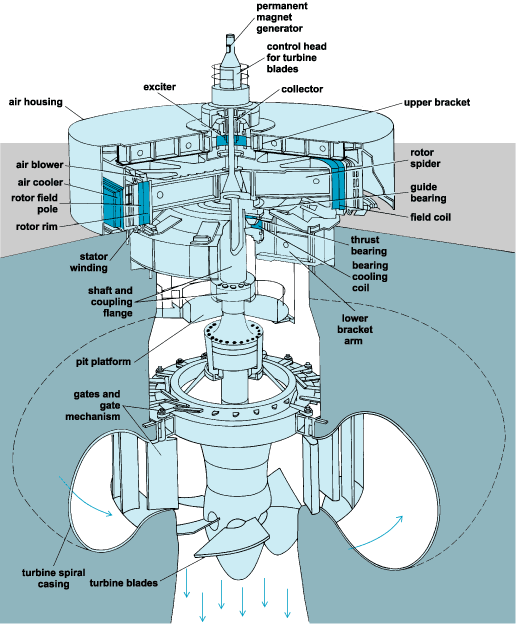 permanent
magnet
generator
control head
for turbine
blades
exciter
collector
air housing
upper bracket
air blower
rotor
spider
air cooler
guide
bearing
rotor field
pole
field coil
rotor rim
thrust
bearing
stator
winding
bearing
cooling
coil
shaft and
coupling
flange
lower
bracket
arm
pit platform
gates and
gate
mechanism
turbine spiral
casing
turbine blades